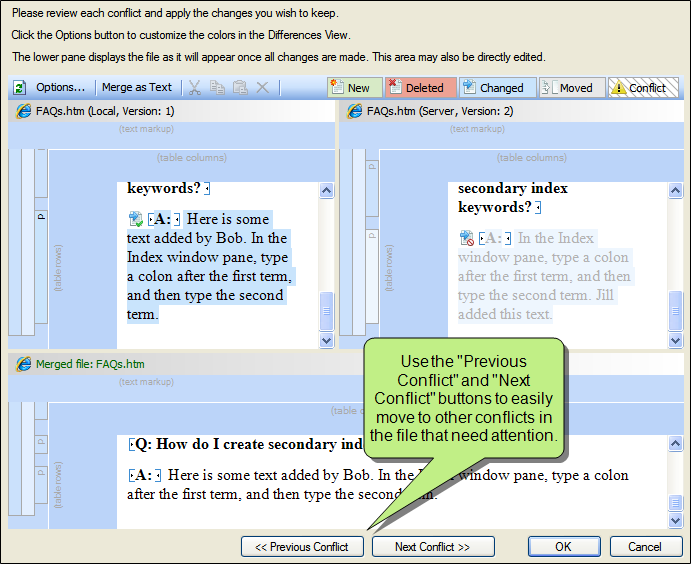 Please review each conflict and apply the changes you wish to keep.
Click the Options button to customize the colors in the Differences View.
The lower pane displays the file as it will appear once all changes are made. This area may also be directly edited.
Options... Merge as Text New Deleted Changed Moved Conflict
FAQs.htm (Local, Version: 1)
(text markup)
(table columns)
p
(table rows)
keywords?
A: Here is some
text added by Bob. In the
Index window pane, type
a colon after the first term,
and then type the second
term.
FAQs.htm (Server, Version: 2)
(text markup)
(table columns)
p
p
(table rows)
secondary index
keywords?
A: In the Index
window pane, type a colon
after the first term, and then
type the second term. Jill
added this text.
Merged file: FAQs.htm
(text markup)
(table
p
p
(table rows)
Q: How do I create secondary
A: Here is some text added by Bob. In the window pane, type a colon
after the first term, and then type the
Use the "Previous
Conflict" and "Next
Conflict" buttons to easily
move to other conflicts in
the file that need attention.
<< Previous Conflict Next Conflict >> OK Cancel